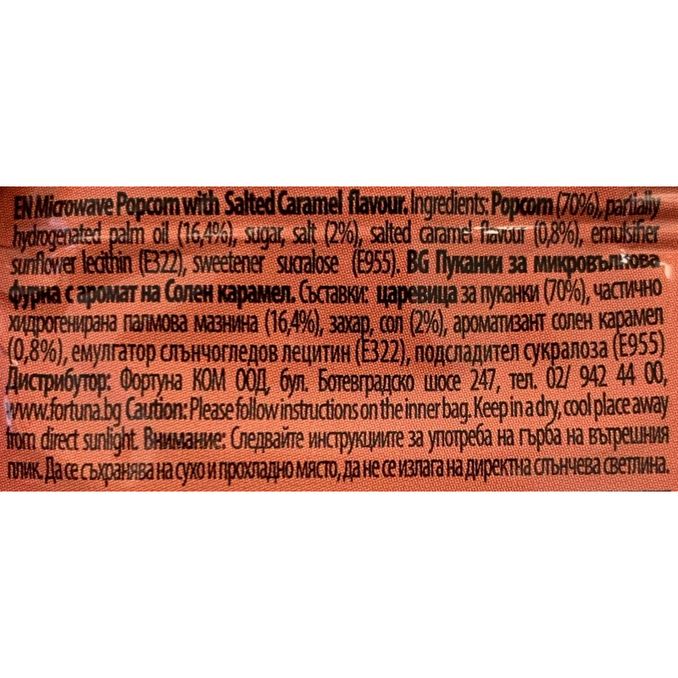 EN Microwave Popcorn with Salted Caramel flavour. Ingredients: Popcorn (70%), partially
hydrogenated palm oil (16,4%), sugar, salt (2%), salted caramel flavour (0,8%), emulsifier
sunflower lecithin (E322), sweetener sucralose (E955). BG Пуканки за микровълнова
фурна с аромат на Солен карамел. Съставки: царевица за пуканки (70%), частично
хидрогенирана палмова мазнина (16,4%), захар, сол (2%), ароматизант солен карамел
(0,8%), емулгатор слънчогледов лецитин (E322), подсладител сукралоза (E955)
Дистрибутор: Фортуна КОМ ООД, бул. Ботевградско шосе 247, тел. 02/ 942 44 00,
www.fortuna.bg Caution: Please follow instructions on the inner bag. Keep in a dry, cool place away
from direct sunlight. Внимание: Следвайте инструкциите за употреба на гърба на вътрешния
плик. Да се съхранява на сухо и прохладно място, да не се излага на директна слънчева светлина.